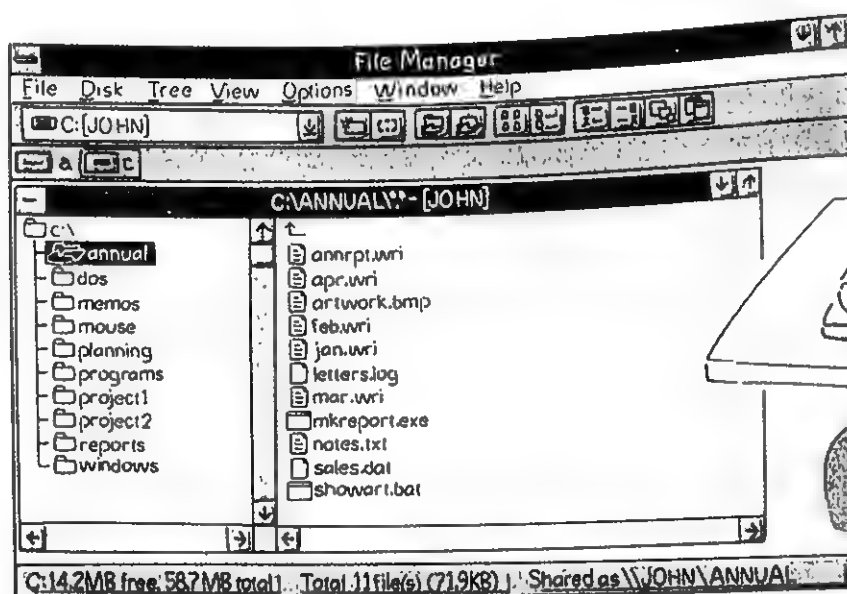 File Manager
File Disk Tree View Options Window Help
C:[JOHN]
a c
C:\ANNUAL\*.* - [JOHN]
C:\
annual
dos
memos
mouse
planning
programs
project1
project2
reports
windows
annrpt.wri
apr.wri
artwork.bmp
feb.wri
jan.wri
letters.log
mar.wri
mkreport.exe
notes.txt
sales.dat
showart.bat
C:14.2MB free, 58.7MB total Total 11 file(s) (71.9KB) Shared as \\JOHN\ANNUAL